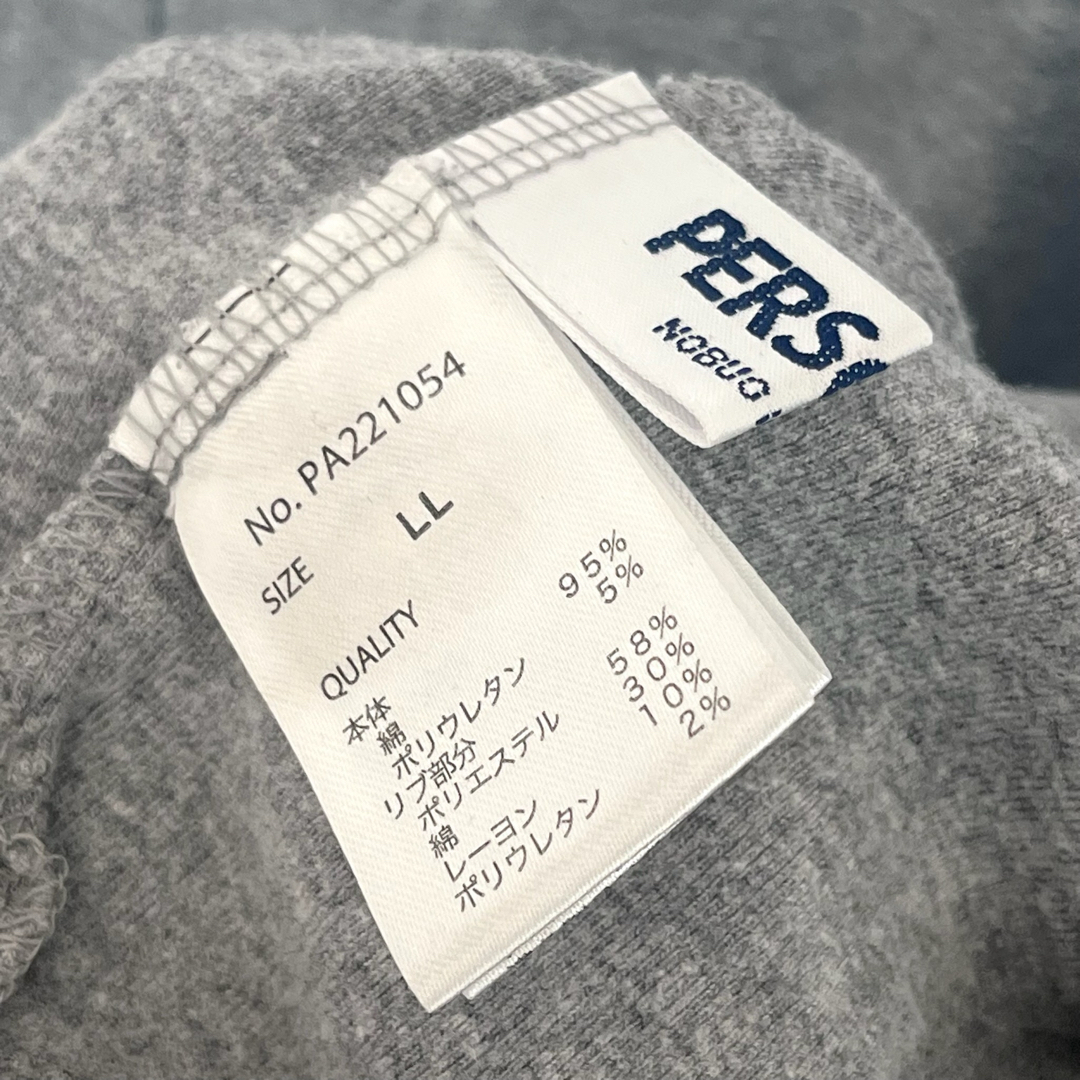 No. PA221054
SIZE LL
QUALITY
本体
綿 95%
ポリウレタン 5%
リブ部分
ポリエステル 58%
綿 30%
レーヨン 10%
ポリウレタン 2%
PERS